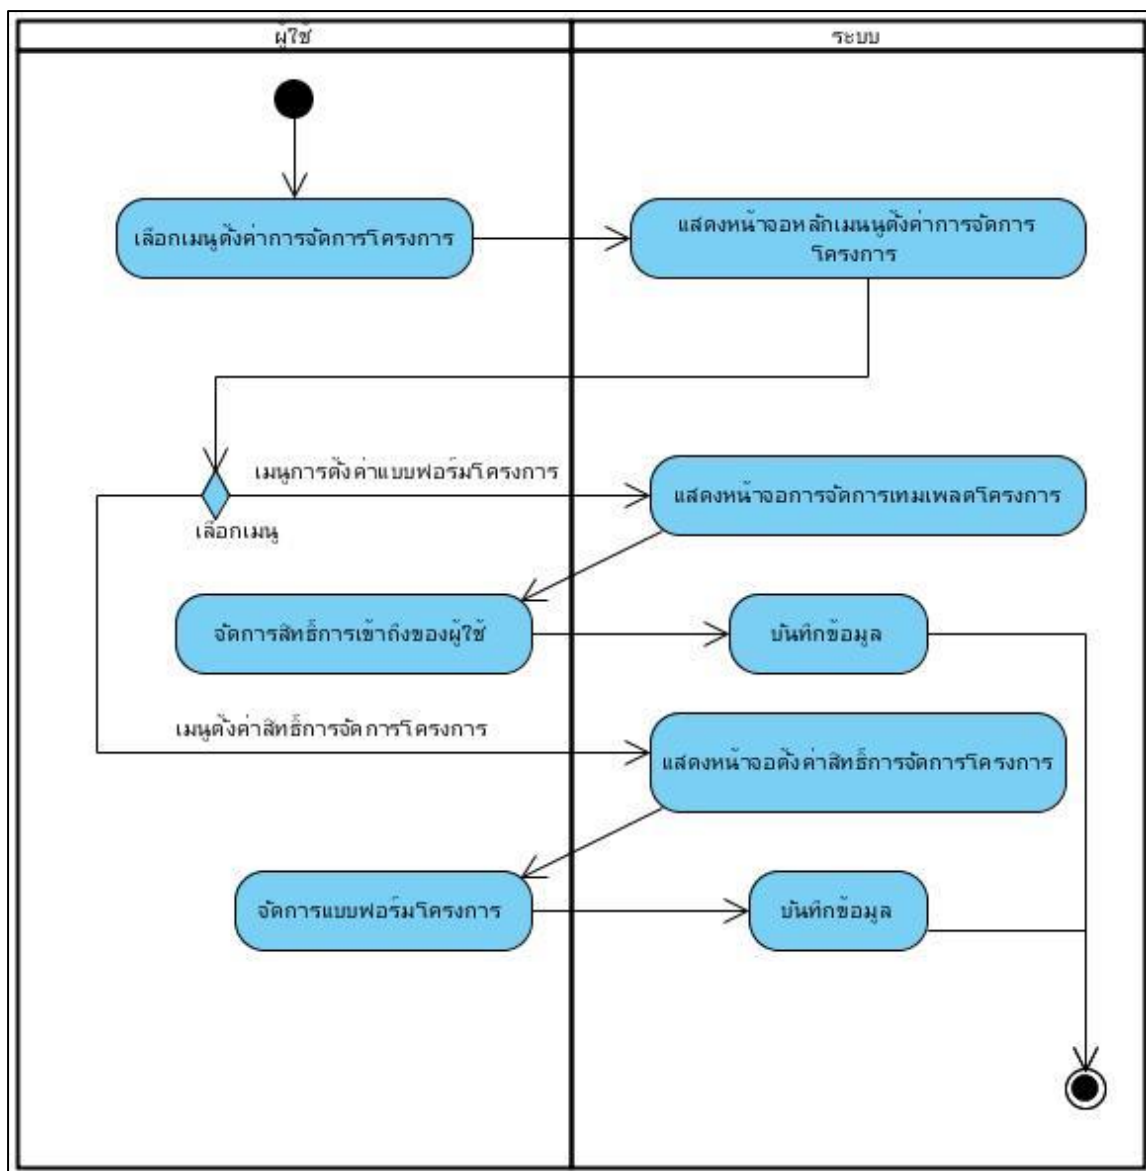 ผู้ใช้
ระบบ
เลือกเมนูตั้งค่าการจัดการโครงการ
แสดงหน้าจอหลักเมนนูตั้งค่าการจัดการ
โครงการ
เมนูการตั้งค่าแบบฟอร์มโครงการ
แสดงหน้าจอการจัดการเทมเพลตโครงการ
เลือกเมนู
จัดการสิทธิ์การเข้าถึงของผู้ใช้
บันทึกข้อมูล
เมนูตั้งค่าสิทธิ์การจัดการโครงการ
แสดงหน้าจอตั้งค่าสิทธิ์การจัดการโครงการ
จัดการแบบฟอร์มโครงการ
บันทึกข้อมูล